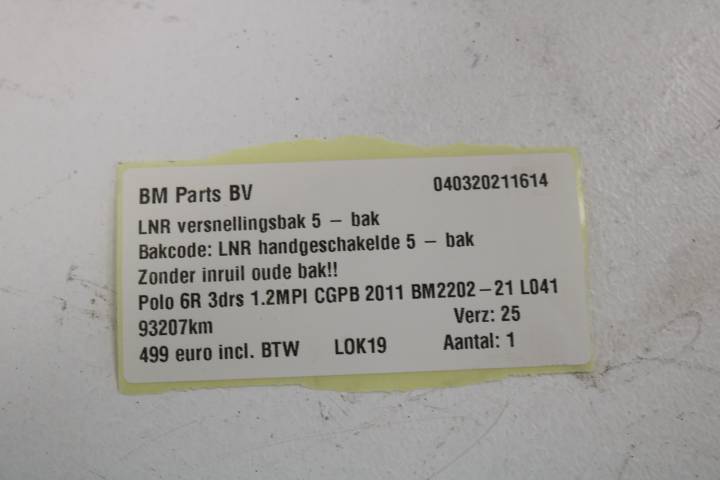 BM Parts BV 040320211614
LNR versnellingsbak 5 - bak
Bakcode: LNR handgeschakelde 5 - bak
Zonder inruil oude bak!!
Polo 6R 3drs 1.2MPI CGPB 2011 BM2202-21 L041
93207km Verz: 25
499 euro incl. BTW LOK19 Aantal: 1